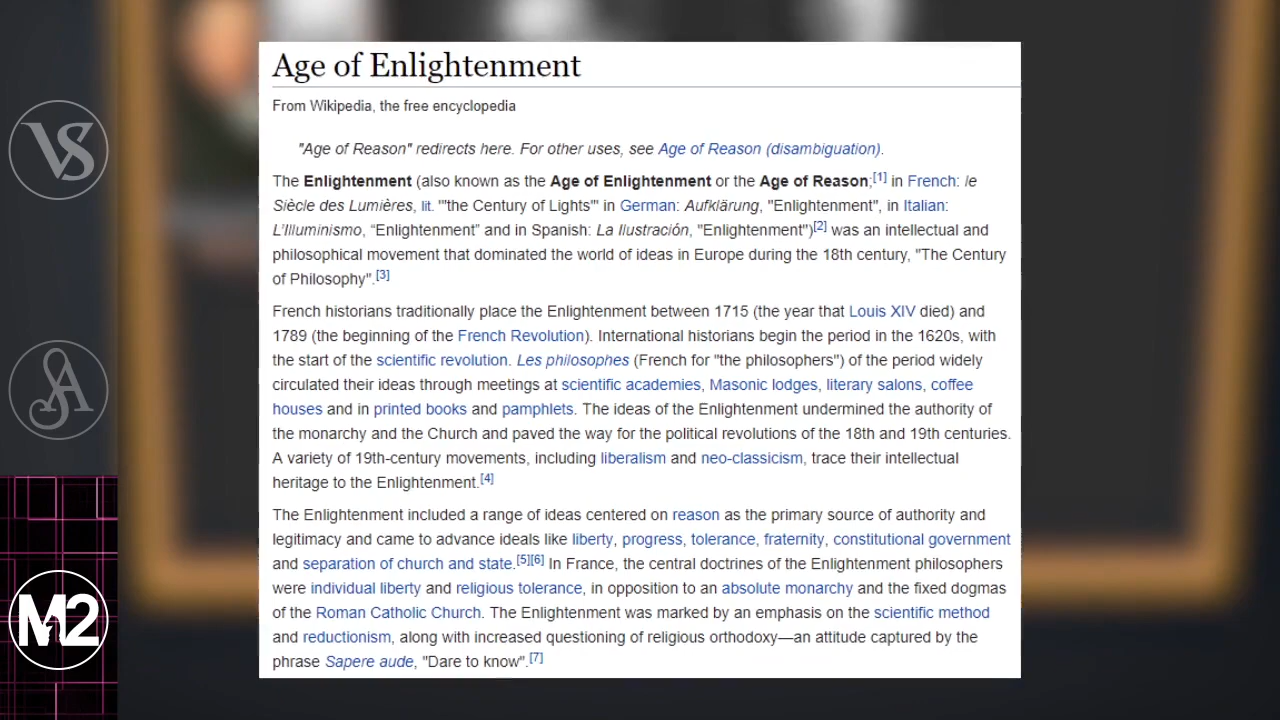 Age of Enlightenment
From Wikipedia, the free encyclopedia
"Age of Reason" redirects here. For other uses, see Age of Reason (disambiguation).
The Enlightenment (also known as the Age of Enlightenment or the Age of Reason;[1] in French: le
Siècle des Lumières, lit. '"the Century of Lights"' in German: Aufklärung, "Enlightenment", in Italian:
L'Illuminismo, “Enlightenment” and in Spanish: La Ilustración, "Enlightenment")[2] was an intellectual and
philosophical movement that dominated the world of ideas in Europe during the 18th century, "The Century
of Philosophy".[3]
French historians traditionally place the Enlightenment between 1715 (the year that Louis XIV died) and
1789 (the beginning of the French Revolution). International historians begin the period in the 1620s, with
the start of the scientific revolution. Les philosophes (French for "the philosophers") of the period widely
circulated their ideas through meetings at scientific academies, Masonic lodges, literary salons, coffee
houses and in printed books and pamphlets. The ideas of the Enlightenment undermined the authority of
the monarchy and the Church and paved the way for the political revolutions of the 18th and 19th centuries.
A variety of 19th-century movements, including liberalism and neo-classicism, trace their intellectual
heritage to the Enlightenment.[4]
The Enlightenment included a range of ideas centered on reason as the primary source of authority and
legitimacy and came to advance ideals like liberty, progress, tolerance, fraternity, constitutional government
and separation of church and state.[5][6] In France, the central doctrines of the Enlightenment philosophers
were individual liberty and religious tolerance, in opposition to an absolute monarchy and the fixed dogmas
of the Roman Catholic Church. The Enlightenment was marked by an emphasis on the scientific method
and reductionism, along with increased questioning of religious orthodoxy—an attitude captured by the
phrase Sapere aude, "Dare to know".[7]
VS
SA
M2